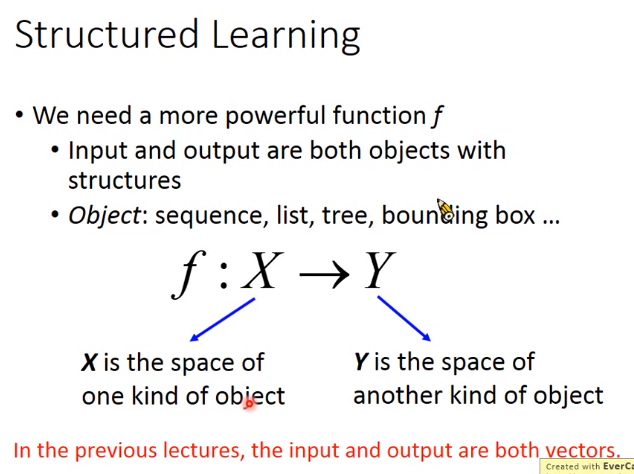 Structured Learning
• We need a more powerful function f
• Input and output are both objects with
structures
• Object: sequence, list, tree, bounding box ...
f : X → Y
X is the space of
one kind of object
Y is the space of
another kind of object
In the previous lectures, the input and output are both vectors.
Created with EverCa